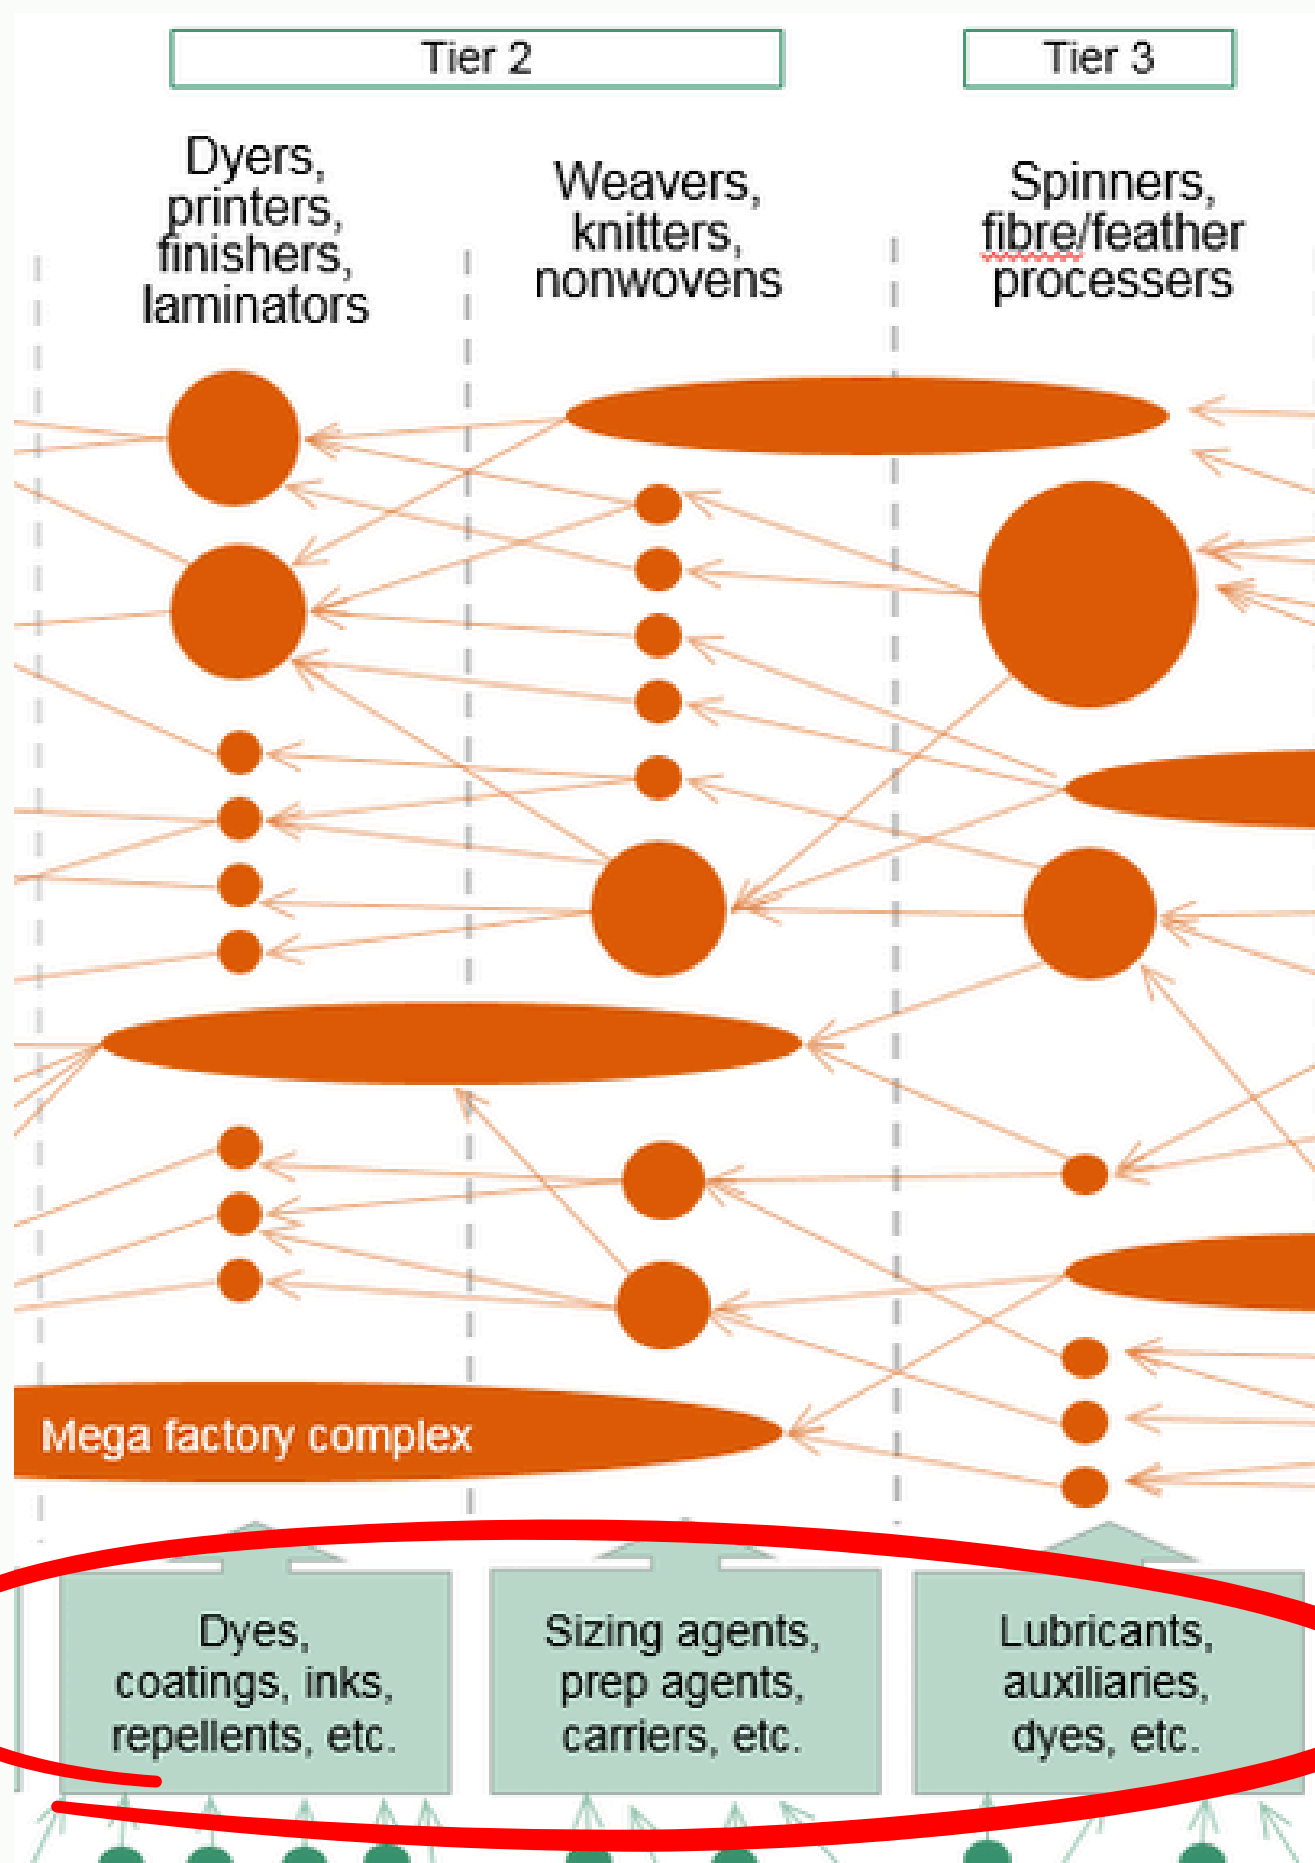 Tier 2
Tier 3
Dyers,
printers,
finishers,
laminators
Weavers,
knitters,
nonwovens
Spinners,
fibre/feather
processers
Mega factory complex
Dyes,
coatings, inks,
repellents, etc.
Sizing agents,
prep agents,
carriers, etc.
Lubricants,
auxiliaries,
dyes, etc.